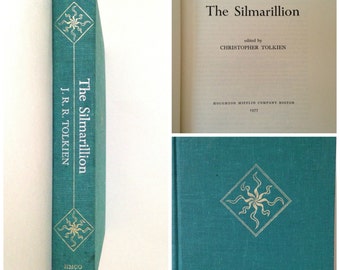 The Silmarillion
J. R. R. TOLKIEN
HMCO
The Silmarillion
edited by
CHRISTOPHER TOLKIEN
HOUGHTON MIFFLIN COMPANY BOSTON
1977